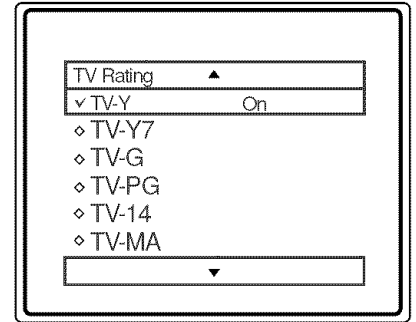 TV Rating ▲
✓ TV-Y On
◇ TV-Y7
◇ TV-G
◇ TV-PG
◇ TV-14
◇ TV-MA
▼